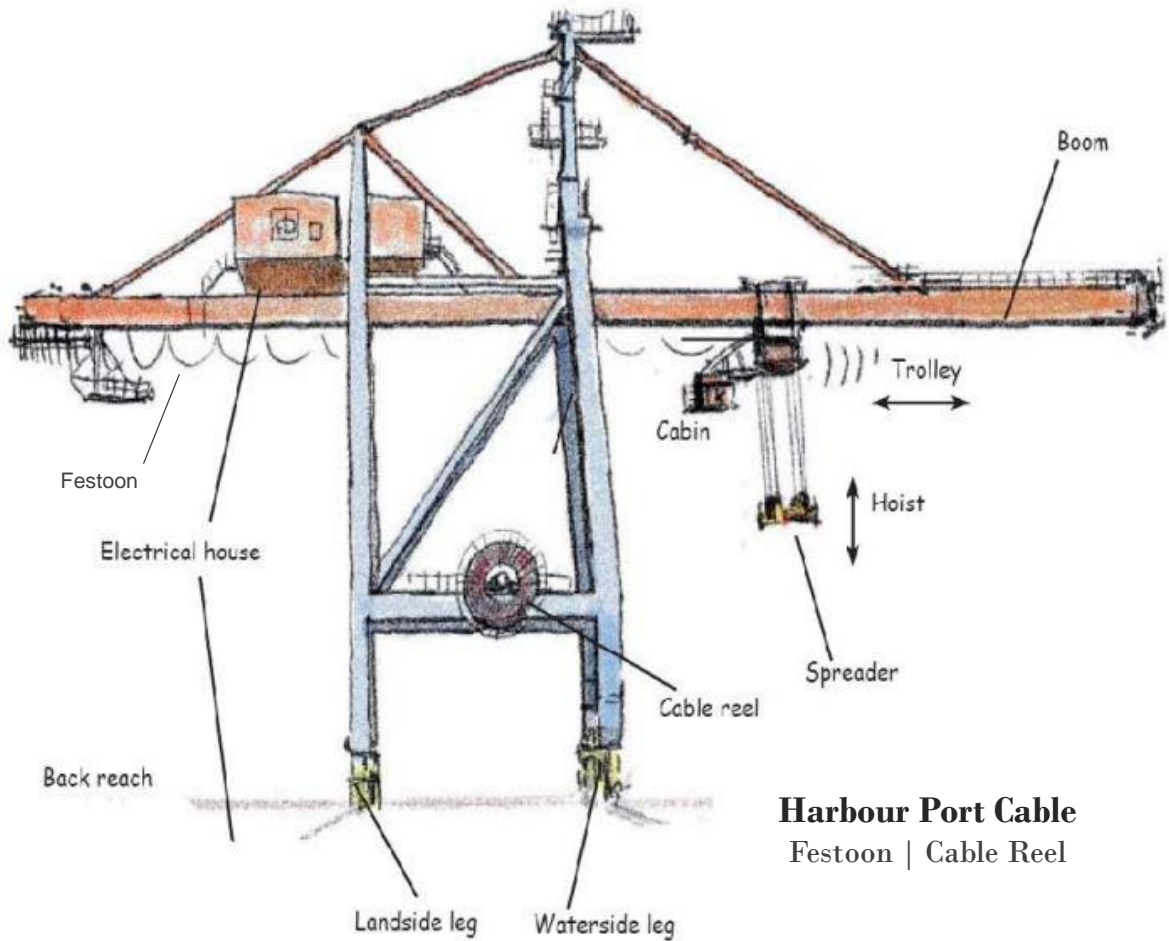 Boom
Trolley
Cabin
Festoon
Hoist
Electrical house
Spreader
Cable reel
Back reach
Harbour Port Cable
Festoon | Cable Reel
Landside leg
Waterside leg